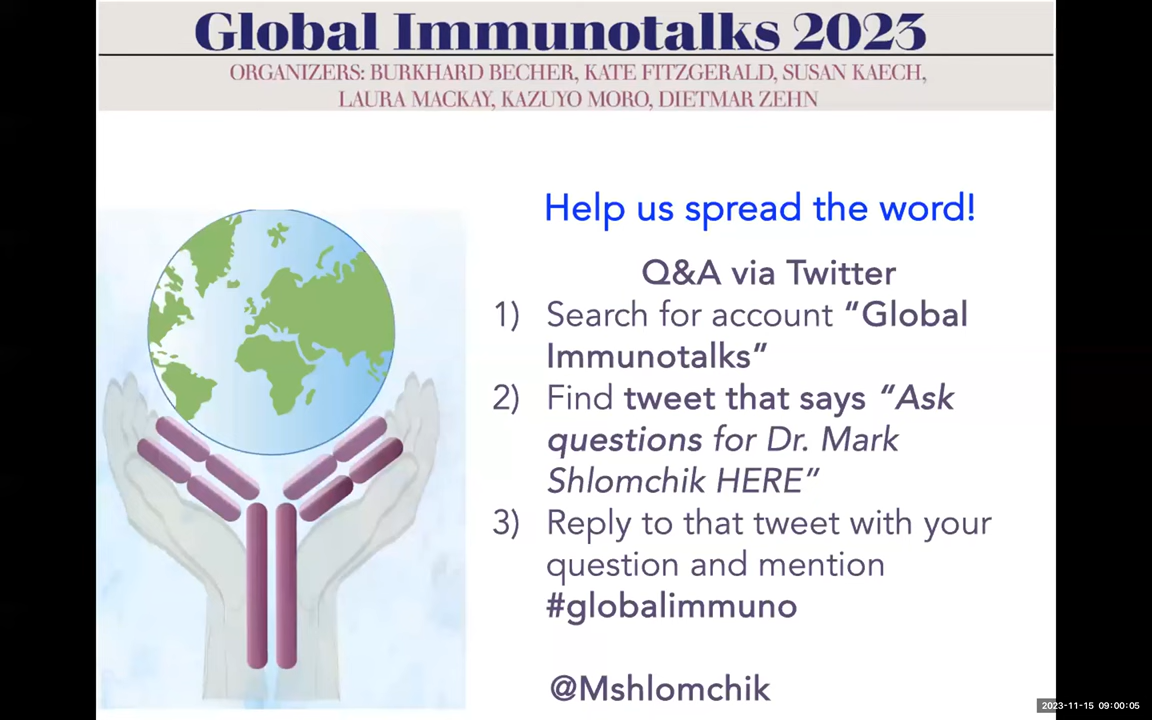 Global Immunotalks 2023
ORGANIZERS: BURKHARD BECHER, KATE FITZGERALD, SUSAN KAECH,
LAURA MACKAY, KAZUYO MORO, DIETMAR ZEHN
Help us spread the word!
Q&A via Twitter
1) Search for account “Global
Immunotalks”
2) Find tweet that says “Ask
questions for Dr. Mark
Shlomchik HERE”
3) Reply to that tweet with your
question and mention
#globalimmuno
@Mshlomchik
2023-11-15 09:00:05